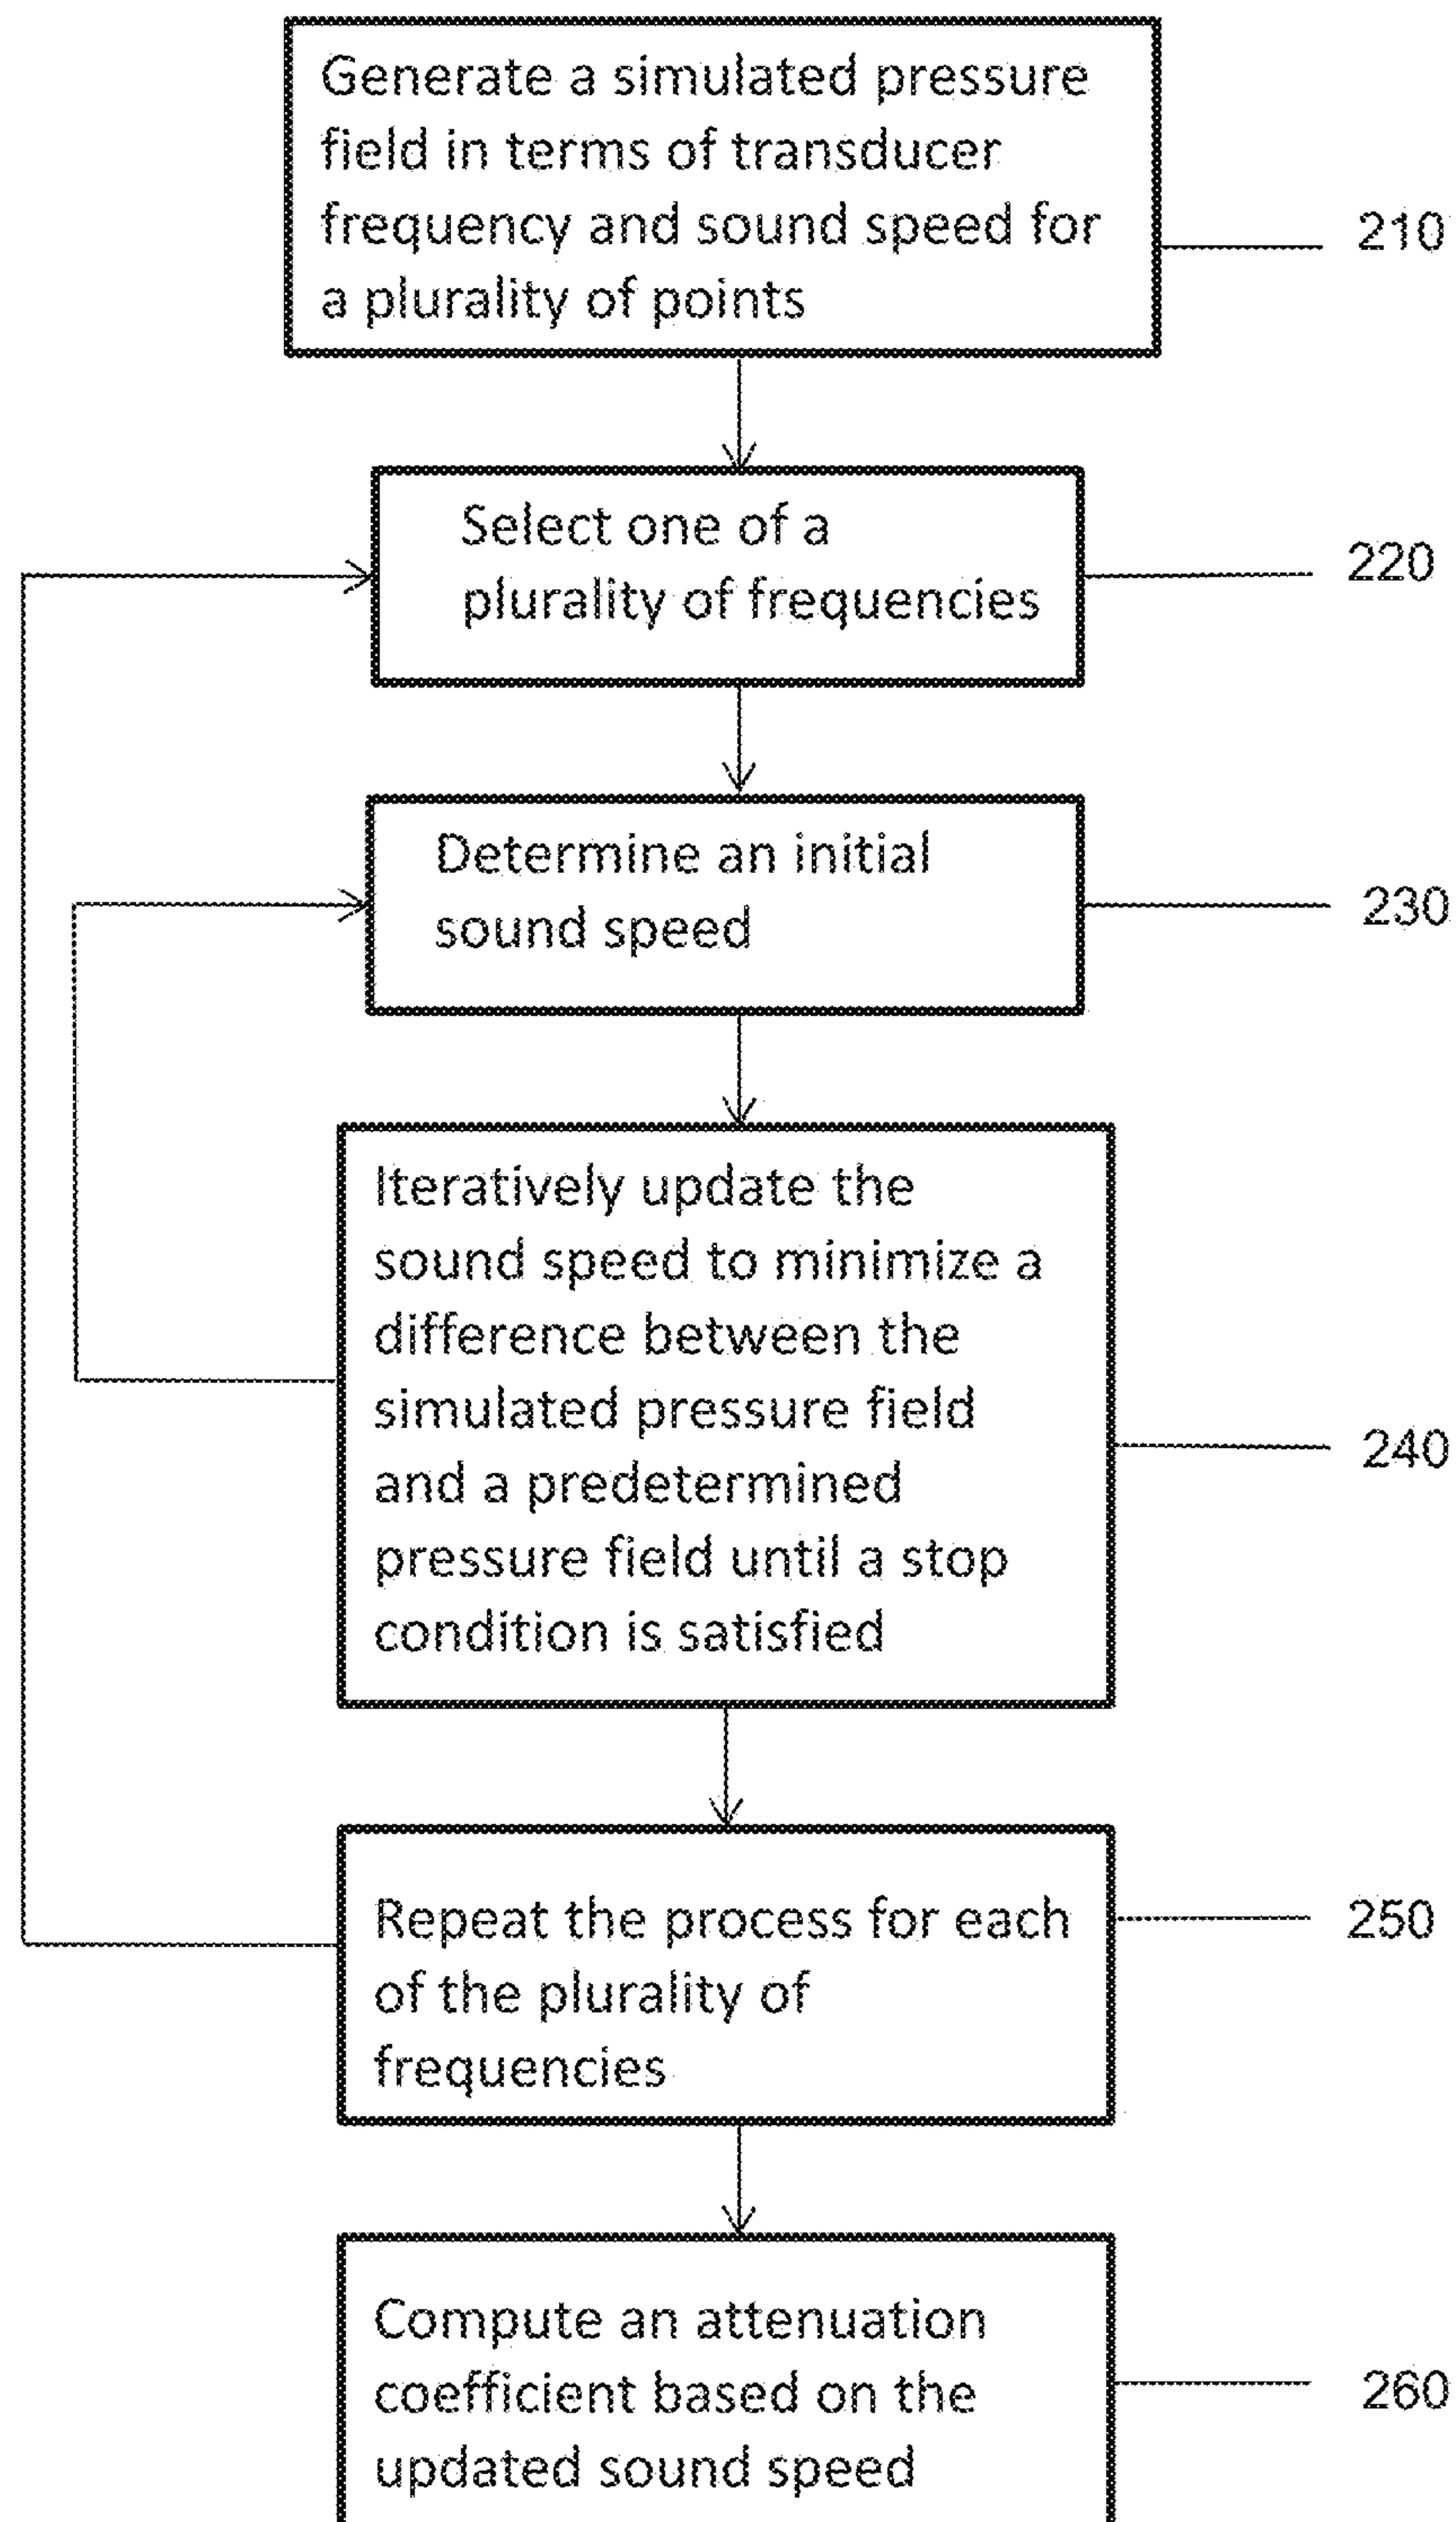 Generate a simulated pressure
field in terms of transducer
frequency and sound speed for
a plurality of points
210
Select one of a
plurality of frequencies
220
Determine an initial
sound speed
230
Iteratively update the
sound speed to minimize a
difference between the
simulated pressure field
and a predetermined
pressure field until a stop
condition is satisfied
240
Repeat the process for each
of the plurality of
frequencies
250
Compute an attenuation
coefficient based on the
updated sound speed
260